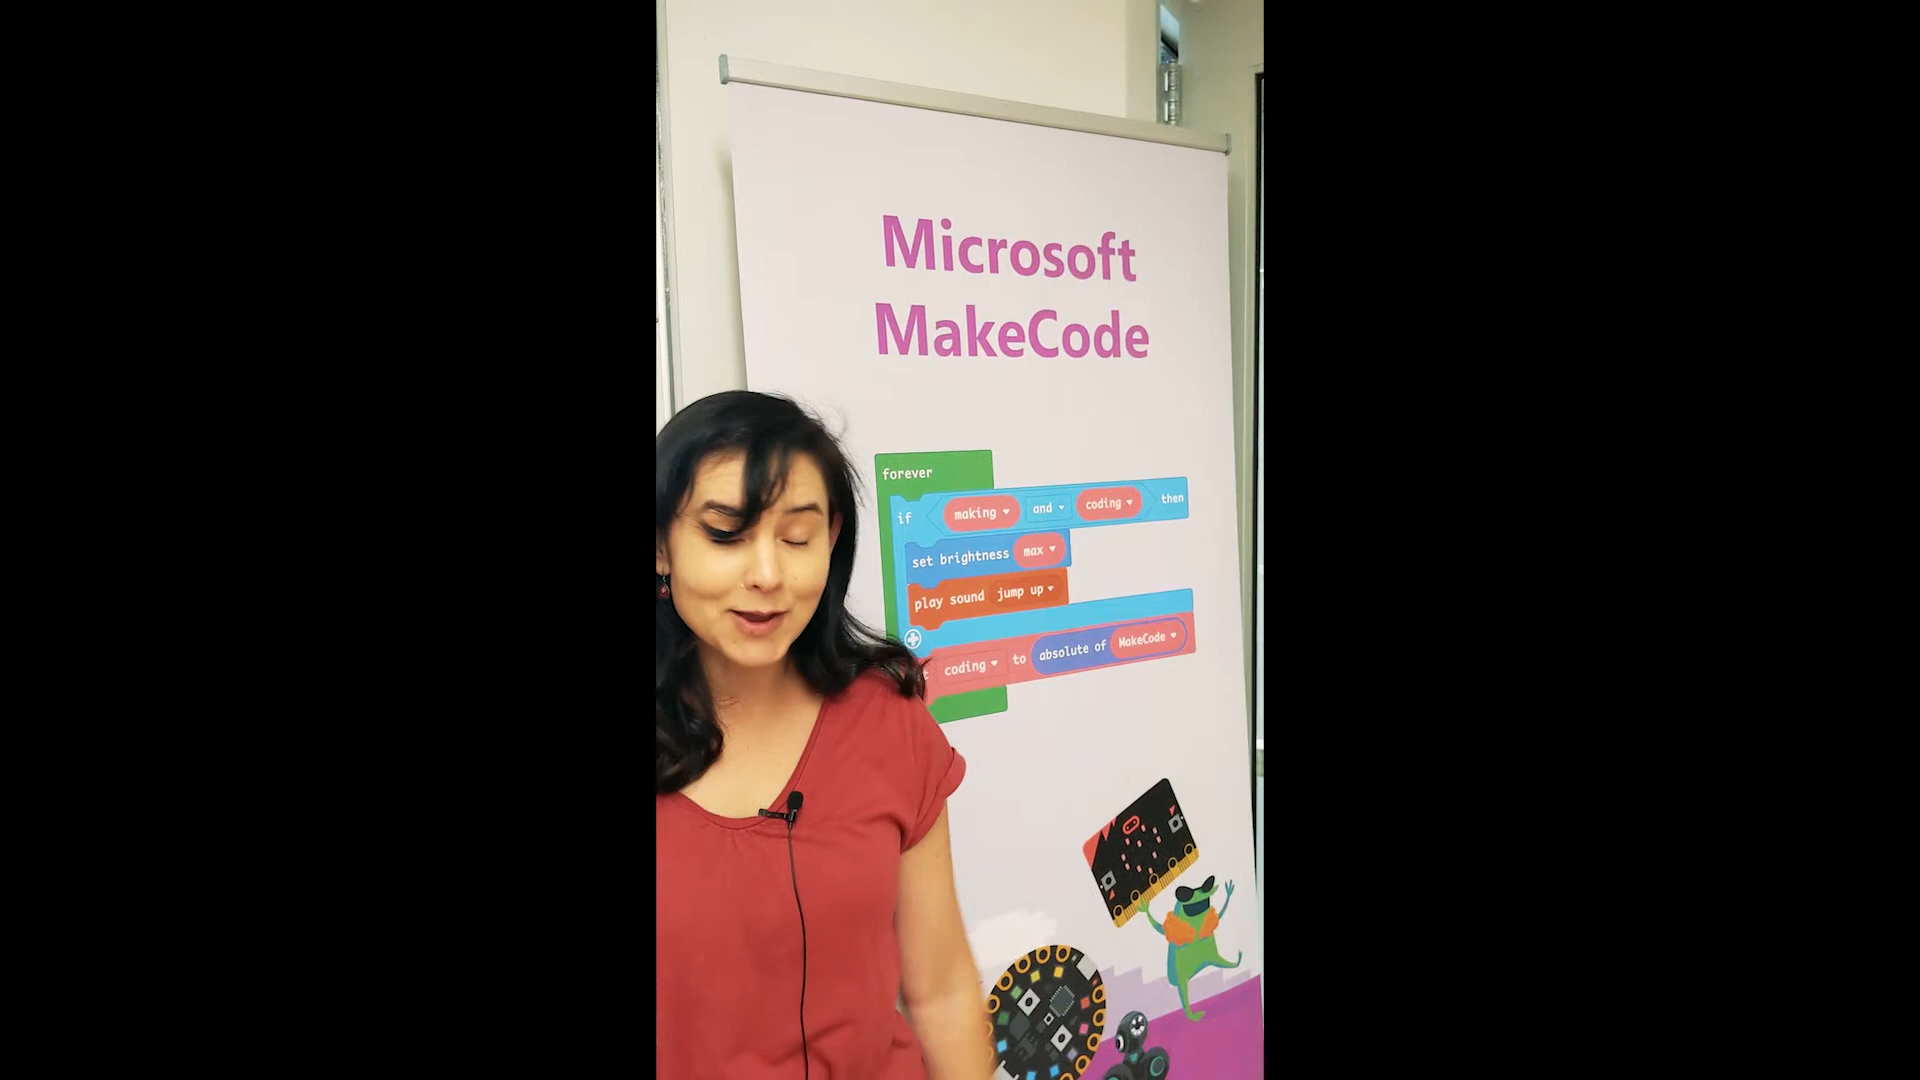 Microsoft
MakeCode
forever
if making and coding then
set brightness max
play sound jump up
coding to absolute of MakeCode